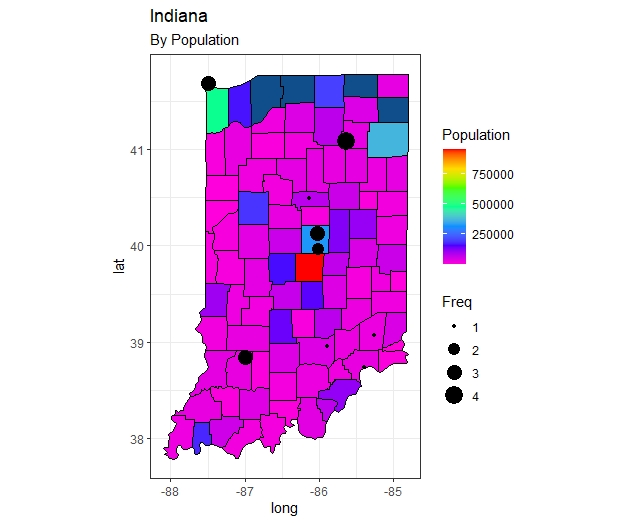 Indiana
By Population
41
40
39
38
lat
-88
-87
-86
-85
long
Population
750000
500000
250000
Freq
1
2
3
4